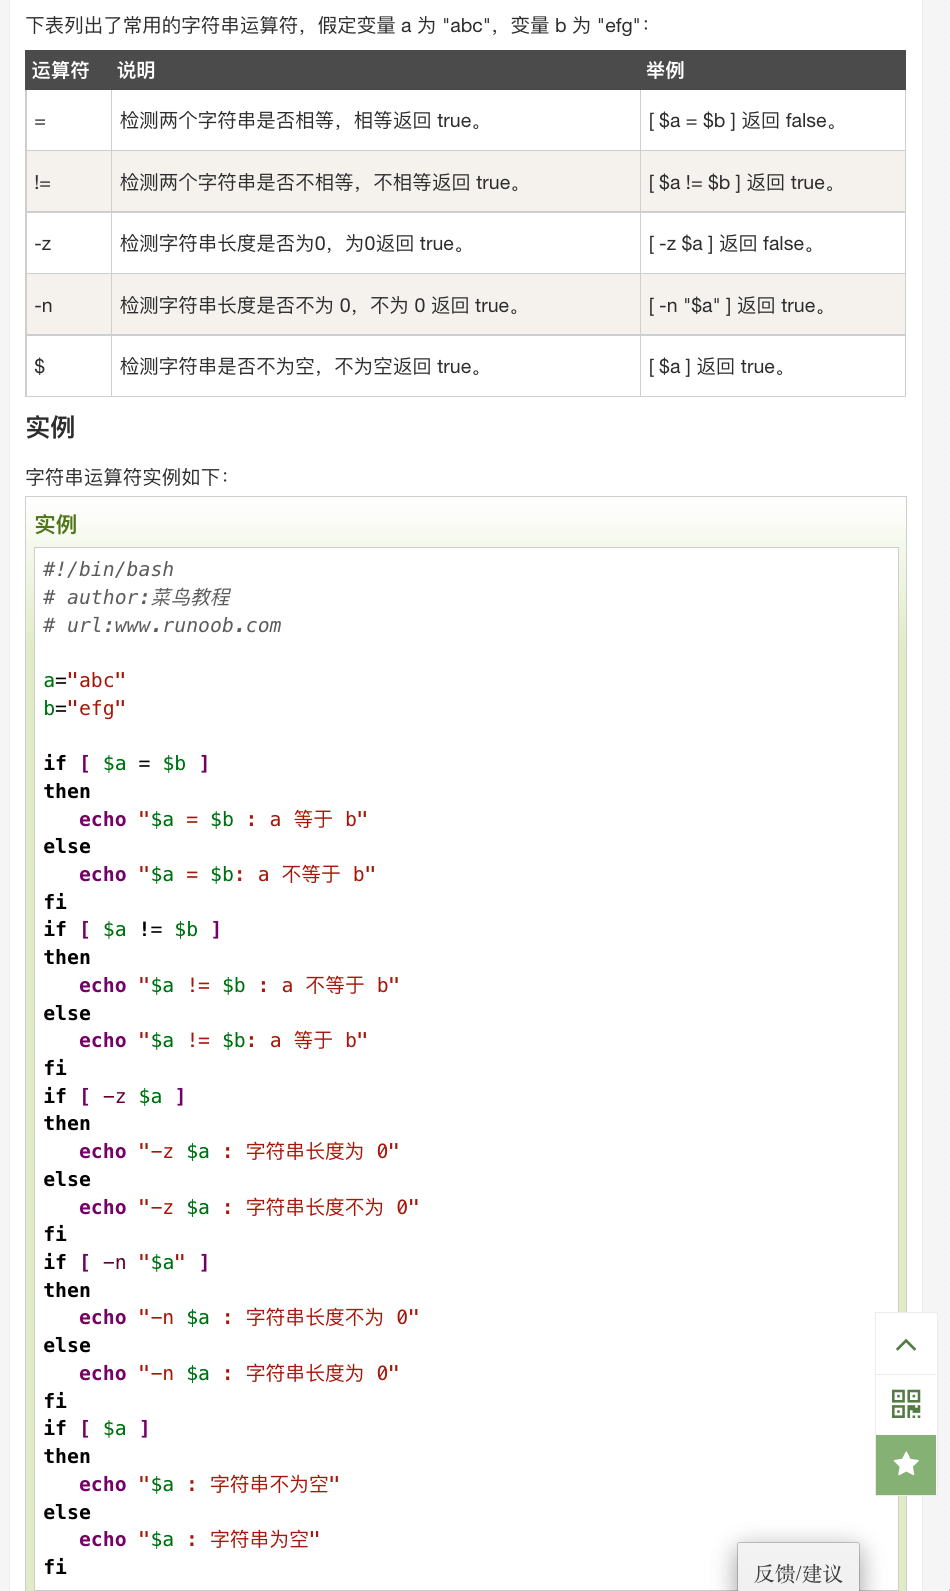 下表列出了常用的字符串运算符，假定变量 a 为 "abc"，变量 b 为 "efg"：
运算符 说明 举例
= 检测两个字符串是否相等，相等返回 true。 [ $a = $b ] 返回 false。
!= 检测两个字符串是否不相等，不相等返回 true。 [ $a != $b ] 返回 true。
-z 检测字符串长度是否为0，为0返回 true。 [ -z $a ] 返回 false。
-n 检测字符串长度是否不为 0，不为 0 返回 true。 [ -n "$a" ] 返回 true。
$ 检测字符串是否不为空，不为空返回 true。 [ $a ] 返回 true。
实例
字符串运算符实例如下：
实例
#!/bin/bash
# author:菜鸟教程
# url:www.runoob.com
a="abc"
b="efg"
if [ $a = $b ]
then
   echo "$a = $b : a 等于 b"
else
   echo "$a = $b: a 不等于 b"
fi
if [ $a != $b ]
then
   echo "$a != $b : a 不等于 b"
else
   echo "$a != $b: a 等于 b"
fi
if [ -z $a ]
then
   echo "-z $a : 字符串长度为 0"
else
   echo "-z $a : 字符串长度不为 0"
fi
if [ -n "$a" ]
then
   echo "-n $a : 字符串长度不为 0"
else
   echo "-n $a : 字符串长度为 0"
fi
if [ $a ]
then
   echo "$a : 字符串不为空"
else
   echo "$a : 字符串为空"
fi
反馈/建议